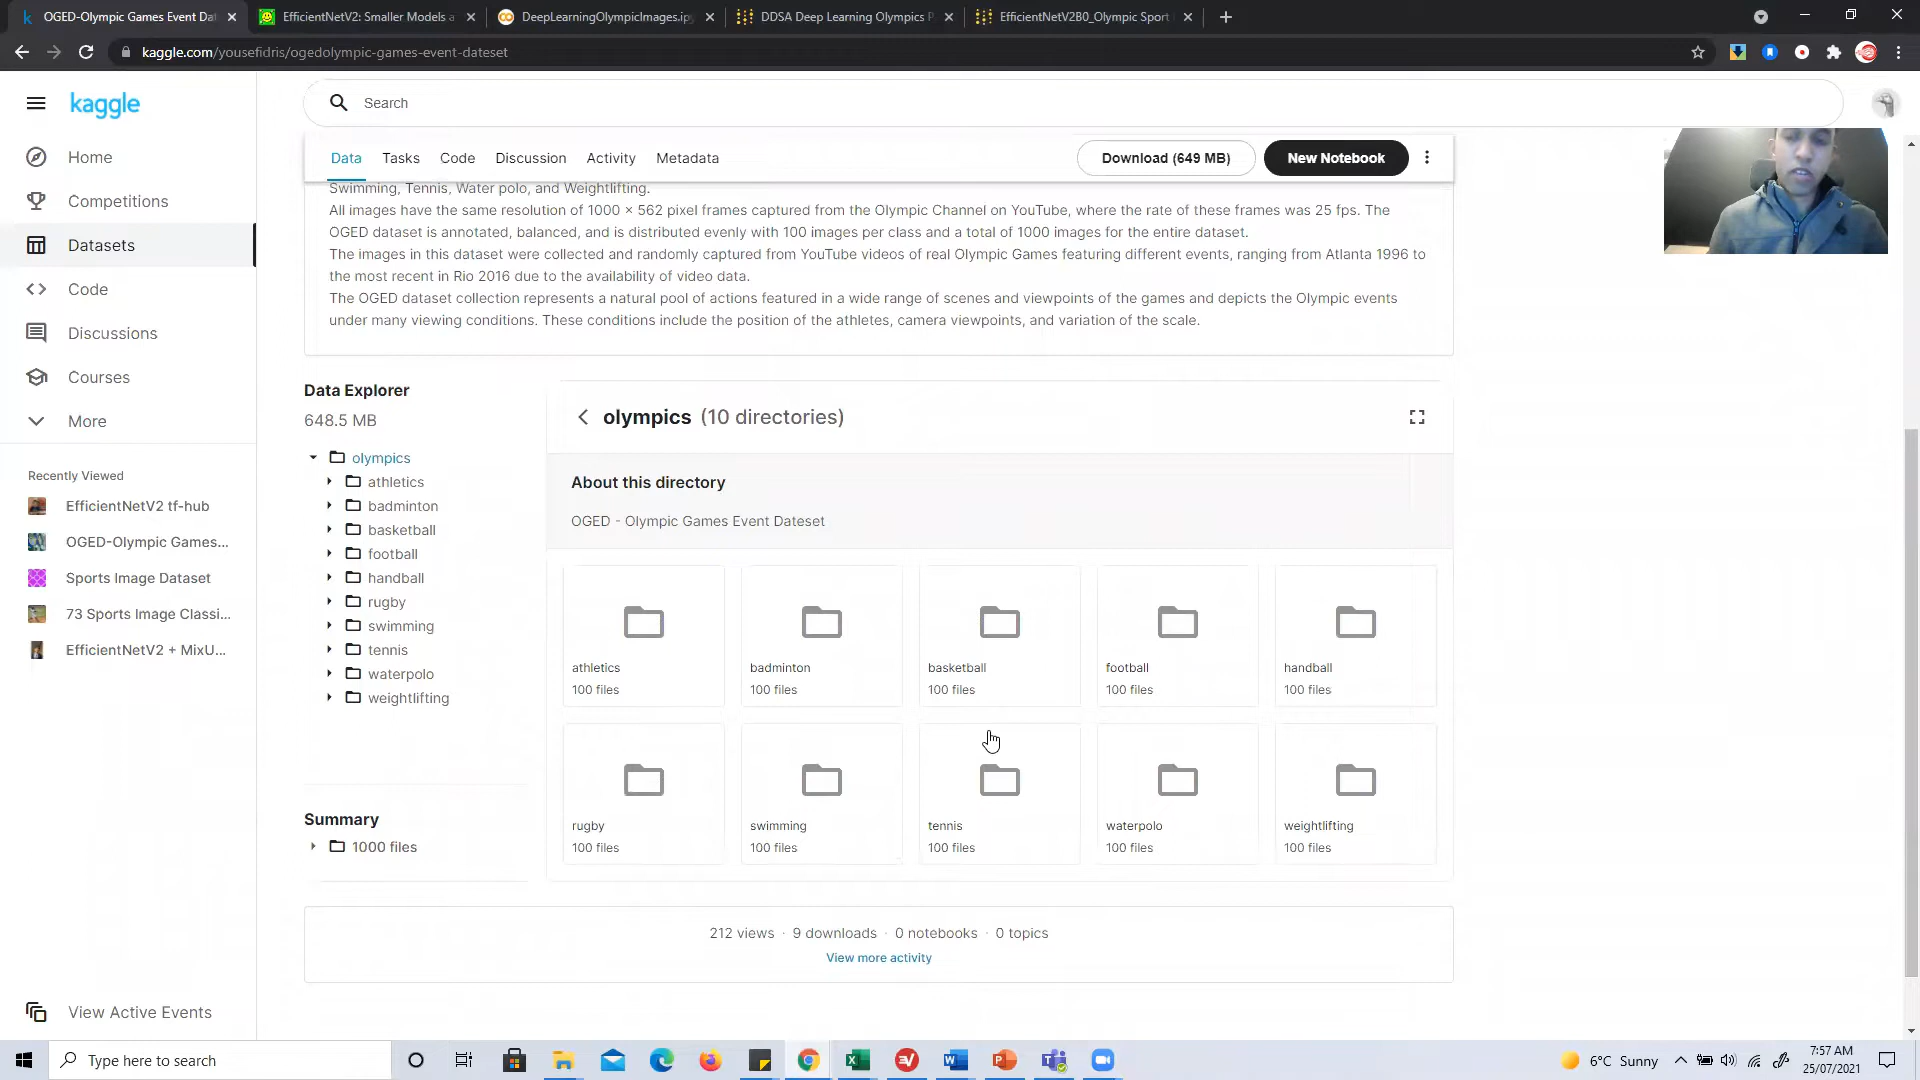 OGED-Olympic Games Event Dat
EfficientNetV2: Smaller Models a
DeepLearningOlympicImages.ip
DDSA Deep Learning Olympics P
EfficientNetV2B0_Olympic Sport
kaggle.com/yousefidris/ogedolympic-games-event-dateset
kaggle
Search
Home
Competitions
Datasets
Code
Discussions
Courses
More
Recently Viewed
EfficientNetV2 tf-hub
OGED-Olympic Games...
Sports Image Dataset
73 Sports Image Classi...
EfficientNetV2 + MixU...
View Active Events
Data Tasks Code Discussion Activity Metadata
Download (649 MB)
New Notebook
Swimming, Tennis, Water polo, and Weightlifting.
All images have the same resolution of 1000 × 562 pixel frames captured from the Olympic Channel on YouTube, where the rate of these frames was 25 fps. The
OGED dataset is annotated, balanced, and is distributed evenly with 100 images per class and a total of 1000 images for the entire dataset.
The images in this dataset were collected and randomly captured from YouTube videos of real Olympic Games featuring different events, ranging from Atlanta 1996 to
the most recent in Rio 2016 due to the availability of video data.
The OGED dataset collection represents a natural pool of actions featured in a wide range of scenes and viewpoints of the games and depicts the Olympic events
under many viewing conditions. These conditions include the position of the athletes, camera viewpoints, and variation of the scale.
Data Explorer
648.5 MB
olympics
athletics
badminton
basketball
football
handball
rugby
swimming
tennis
waterpolo
weightlifting
Summary
1000 files
olympics (10 directories)
About this directory
OGED - Olympic Games Event Dateset
athletics
100 files
badminton
100 files
basketball
100 files
football
100 files
handball
100 files
rugby
100 files
swimming
100 files
tennis
100 files
waterpolo
100 files
weightlifting
100 files
212 views · 9 downloads · 0 notebooks · 0 topics
View more activity
Type here to search
6°C Sunny
7:57 AM
25/07/2021